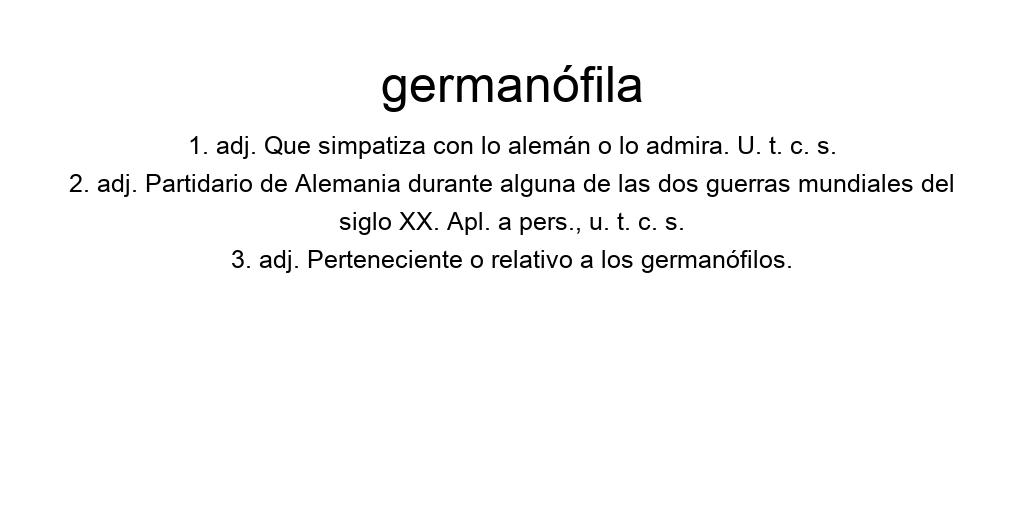 germanófila
1. adj. Que simpatiza con lo alemán o lo admira. U. t. c. s.
2. adj. Partidario de Alemania durante alguna de las dos guerras mundiales del
siglo XX. Apl. a pers., u. t. c. s.
3. adj. Perteneciente o relativo a los germanófilos.